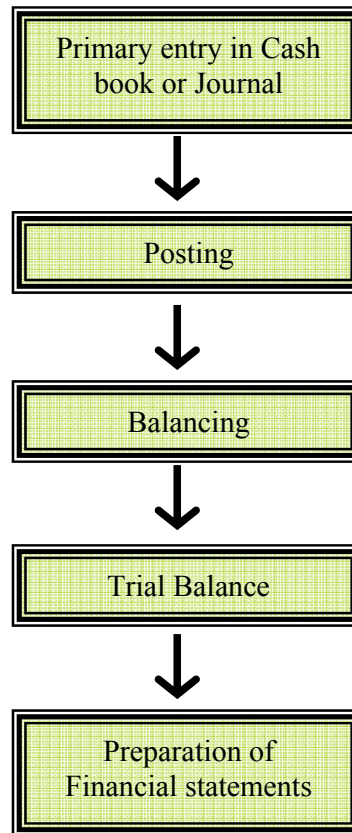 Primary entry in Cash
book or Journal
Posting
Balancing
Trial Balance
Preparation of
Financial statements